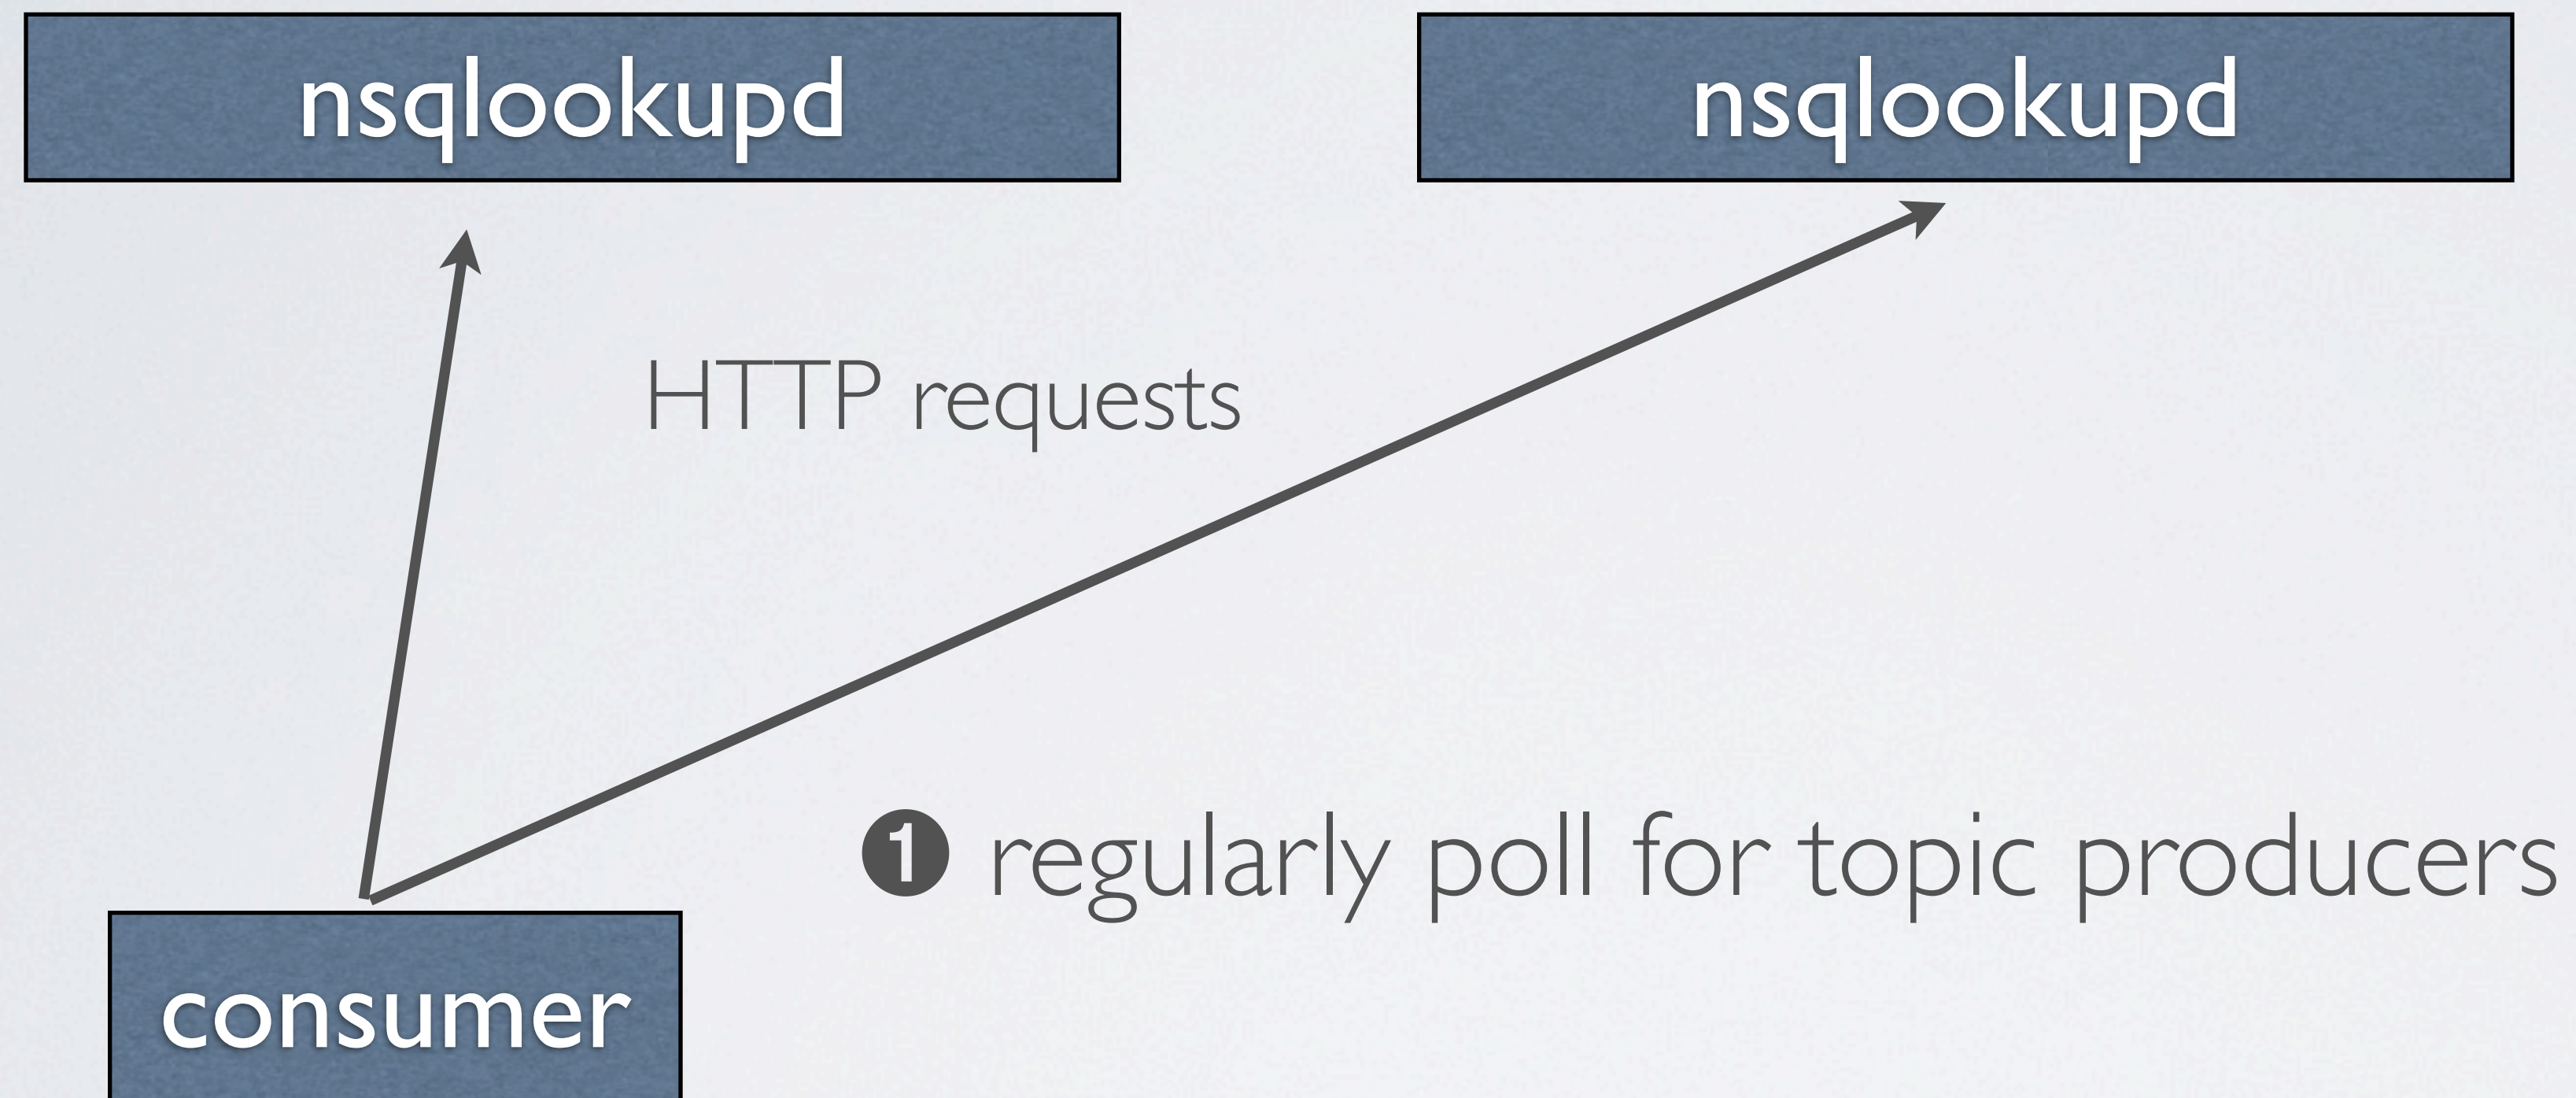 nsqlookupd
nsqlookupd
HTTP requests
❶ regularly poll for topic producers
consumer